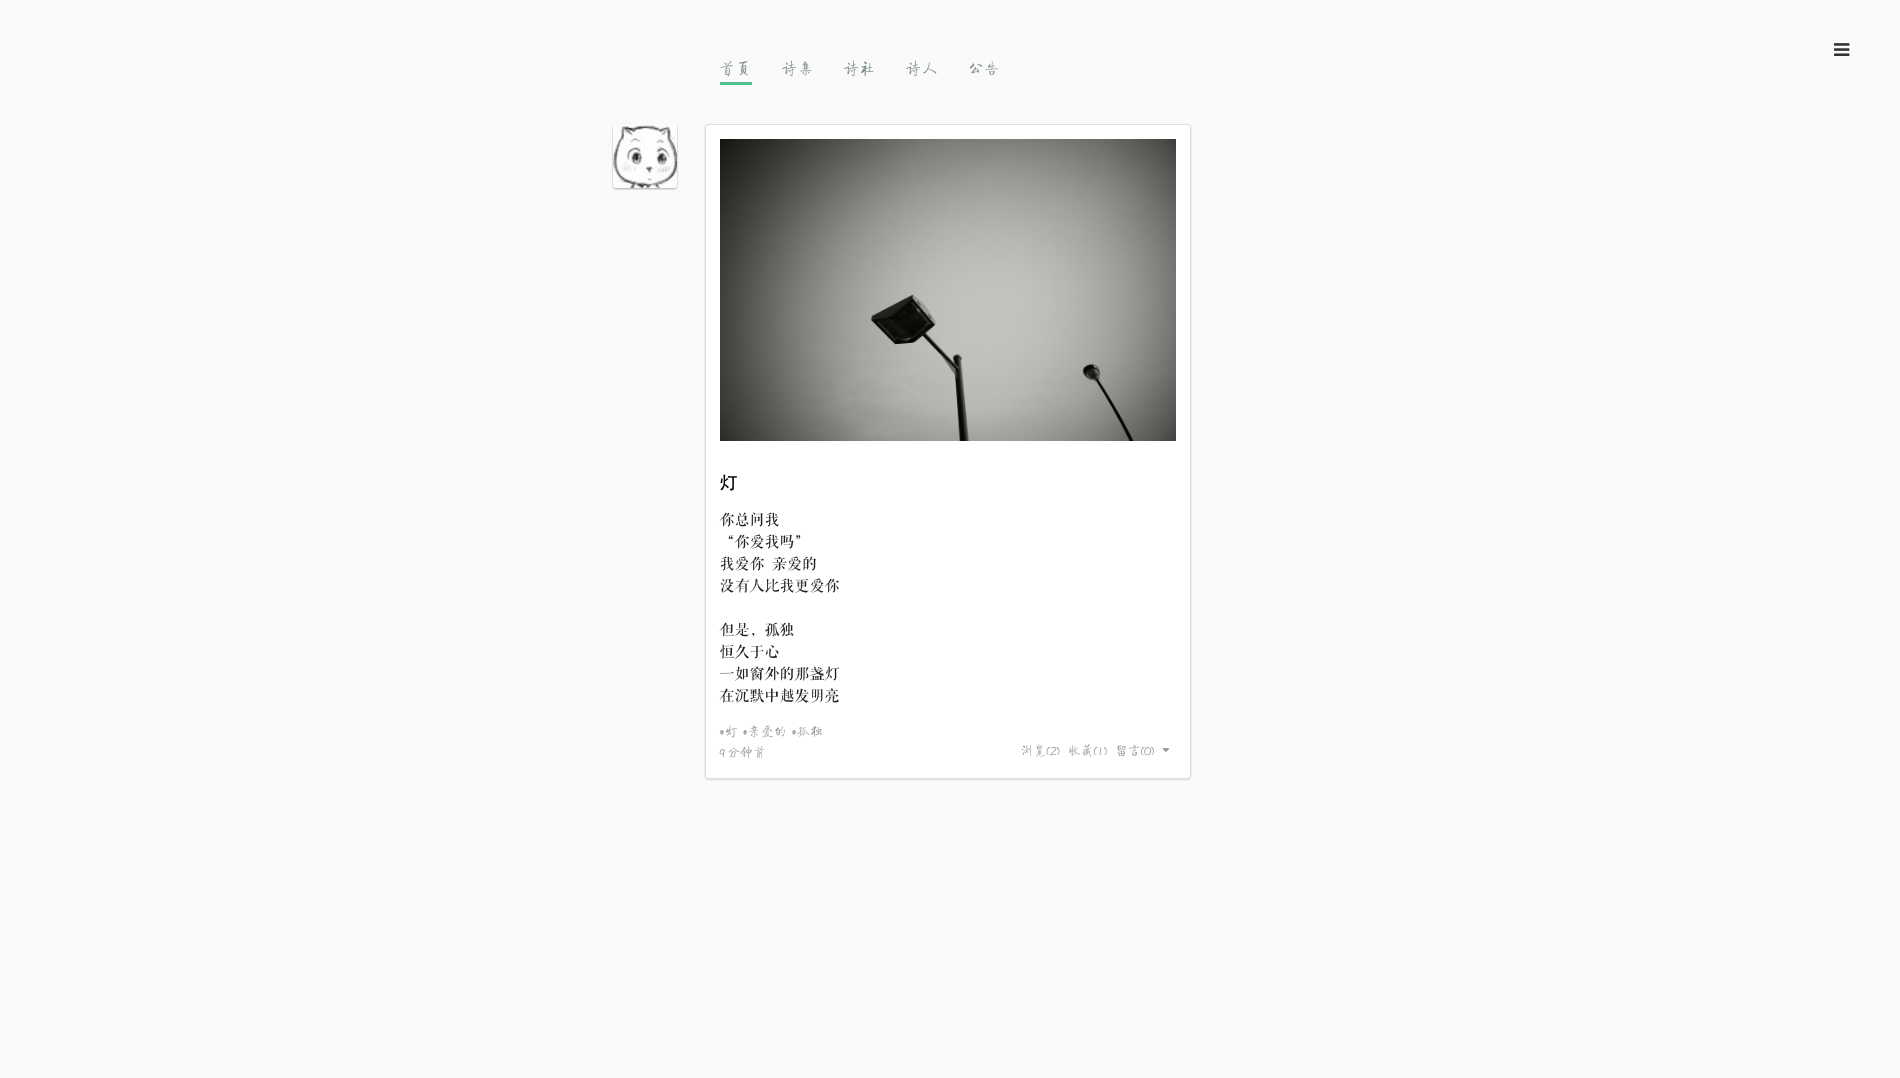 首頁 诗集 诗社 诗人 公告
灯
你总问我
“你爱我吗”
我爱你 亲爱的
没有人比我更爱你
但是，孤独
恒久于心
一如窗外的那盏灯
在沉默中越发明亮
#灯 #亲爱的 #孤独
9分钟前
浏览(2) 收藏(1) 留言(0)